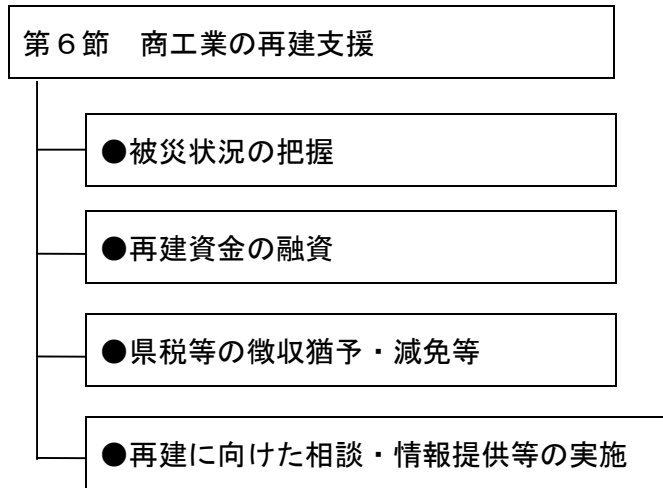 第６節　商工業の再建支援
●被災状況の把握
●再建資金の融資
●県税等の徴収猶予・減免等
●再建に向けた相談・情報提供等の実施